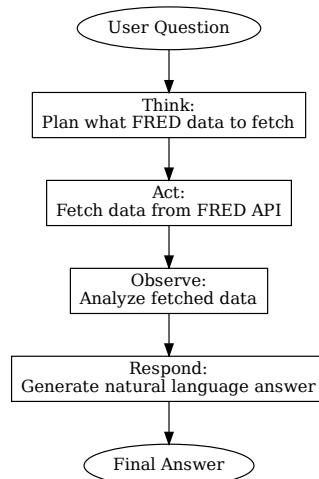 User Question
Think:
Plan what FRED data to fetch
Act:
Fetch data from FRED API
Observe:
Analyze fetched data
Respond:
Generate natural language answer
Final Answer